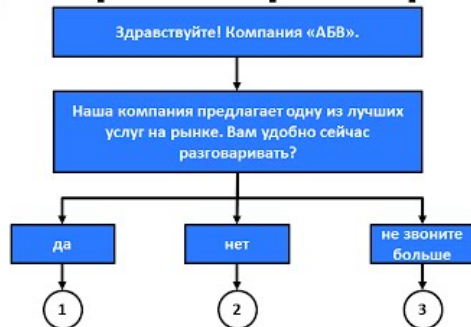 Здравствуйте! Компания «АБВ».
Наша компания предлагает одну из лучших
услуг на рынке. Вам удобно сейчас
разговаривать?
да
нет
не звоните
больше
1
2
3